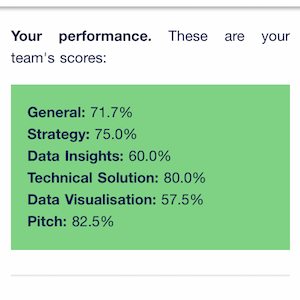 Your performance. These are your
team's scores:
General: 71.7%
Strategy: 75.0%
Data Insights: 60.0%
Technical Solution: 80.0%
Data Visualisation: 57.5%
Pitch: 82.5%